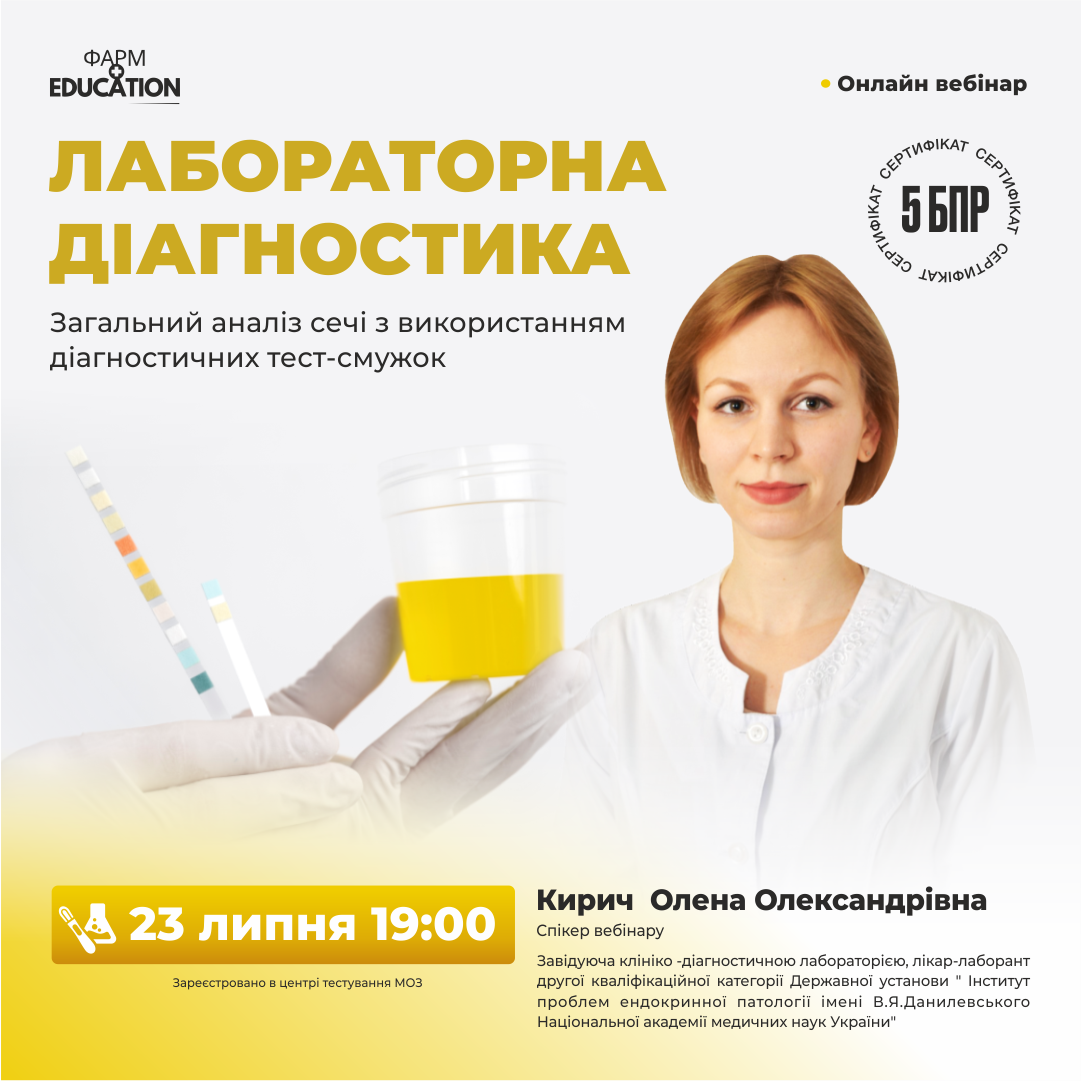 ФАРМ
EDUCATION
Онлайн вебінар
ЛАБОРАТОРНА
ДІАГНОСТИКА
СЕРТИФІКАТ СЕРТИФІКАТ СЕРТИФІКАТ СЕРТИФІКАТ СЕРТИФІКАТ
5 БПР
Загальний аналіз сечі з використанням
діагностичних тест-смужок
23 липня 19:00
Зареєстровано в центрі тестування МОЗ
Кирич Олена Олександрівна
Спікер вебінару
Завідуюча клініко -діагностичною лабораторією, лікар-лаборант
другої кваліфікаційної категорії Державної установи " Інститут
проблем ендокринної патології імені В.Я.Данилевського
Національної академії медичних наук України"